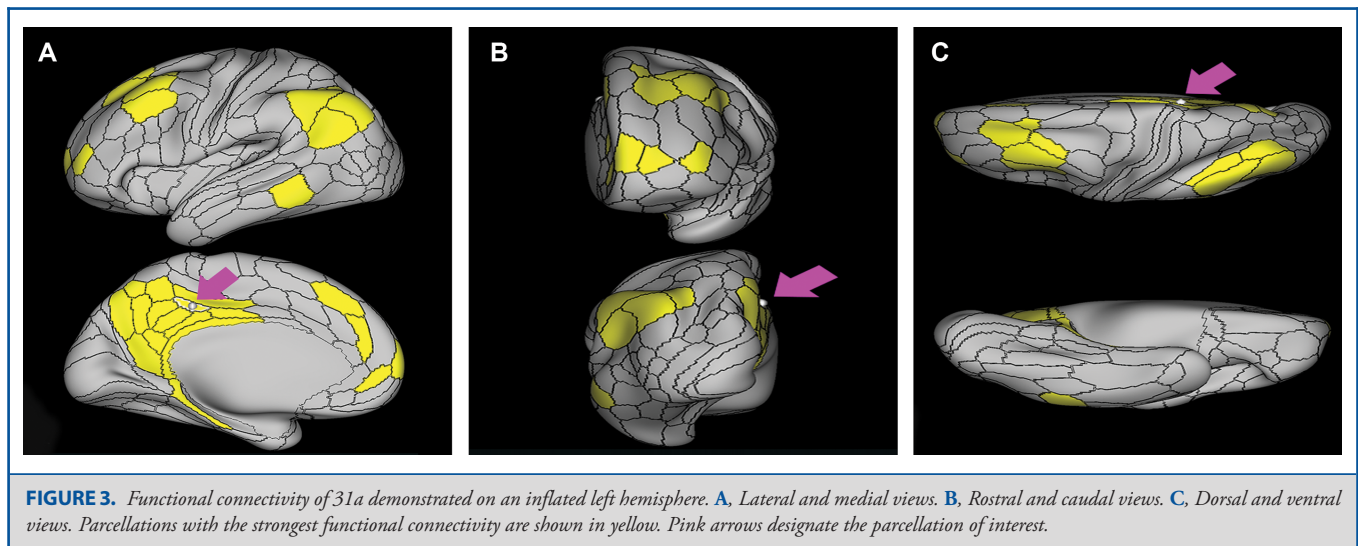 A
B
C
FIGURE 3. Functional connectivity of 31a demonstrated on an inflated left hemisphere. A, Lateral and medial views. B, Rostral and caudal views. C, Dorsal and ventral
views. Parcellations with the strongest functional connectivity are shown in yellow. Pink arrows designate the parcellation of interest.